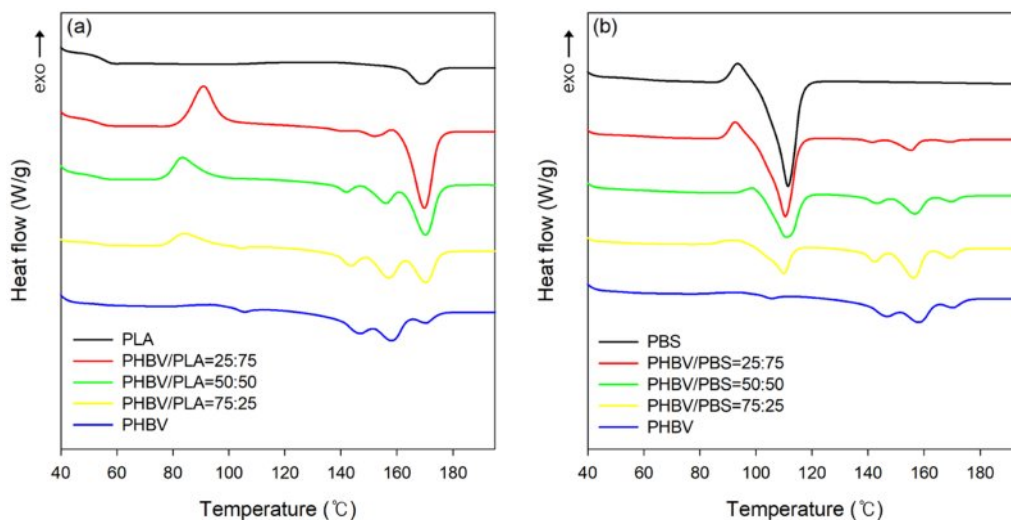 (a)
exo →
Heat flow (W/g)
PLA
PHBV/PLA=25:75
PHBV/PLA=50:50
PHBV/PLA=75:25
PHBV
40 60 80 100 120 140 160 180
Temperature (℃)
(b)
exo →
Heat flow (W/g)
PBS
PHBV/PBS=25:75
PHBV/PBS=50:50
PHBV/PBS=75:25
PHBV
40 60 80 100 120 140 160 180
Temperature (℃)